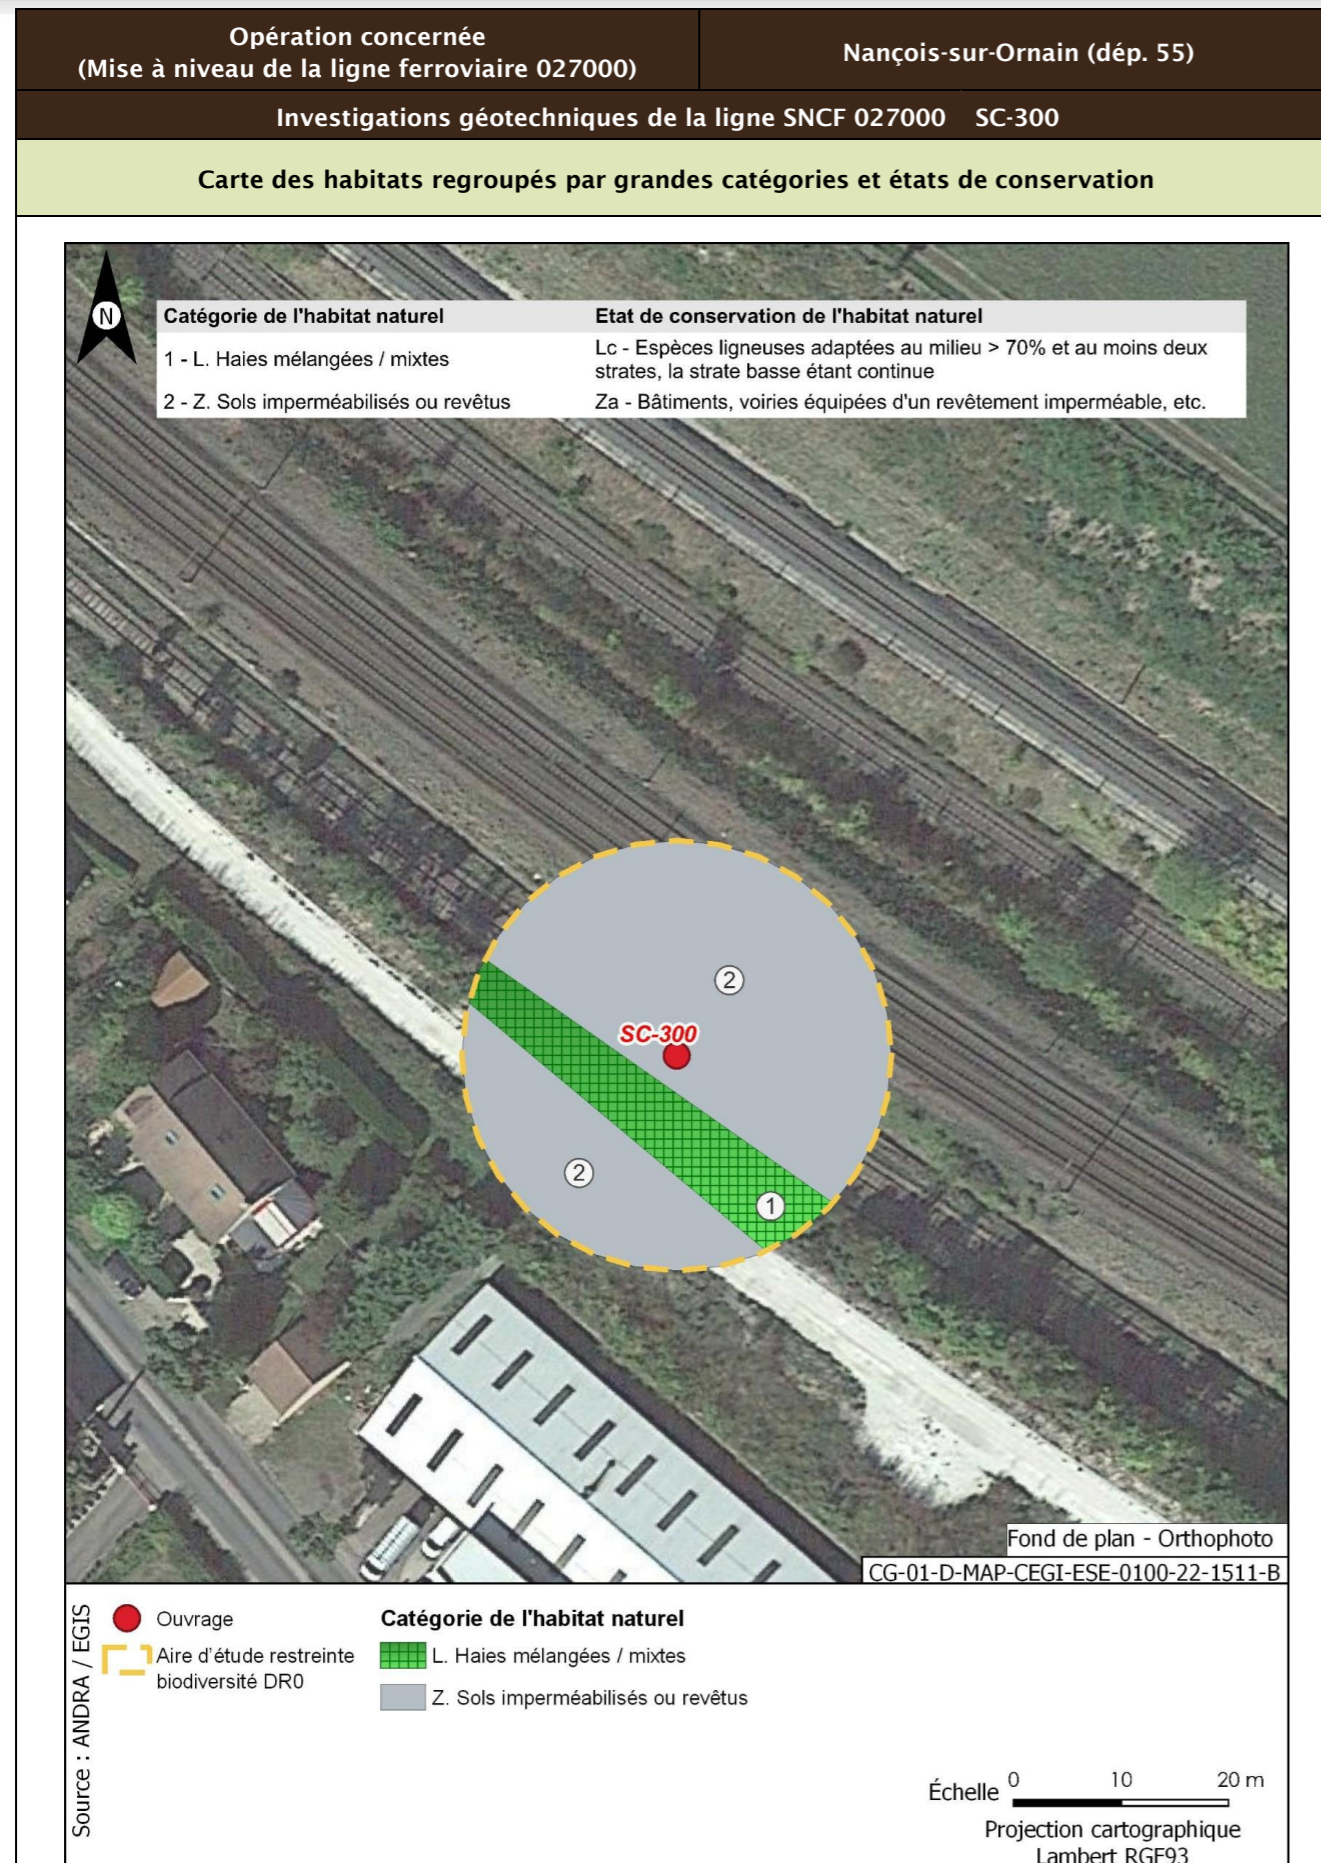 Opération concernée
(Mise à niveau de la ligne ferroviaire 027000)
Nançois-sur-Ornain (dép. 55)
Investigations géotechniques de la ligne SNCF 027000 SC-300
Carte des habitats regroupés par grandes catégories et états de conservation
N
Catégorie de l'habitat naturel
Etat de conservation de l'habitat naturel
1 - L. Haies mélangées / mixtes
Lc - Espèces ligneuses adaptées au milieu > 70% et au moins deux
strates, la strate basse étant continue
2 - Z. Sols imperméabilisés ou revêtus
Za - Bâtiments, voiries équipées d'un revêtement imperméable, etc.
2
SC-300
2
1
Fond de plan - Orthophoto
CG-01-D-MAP-CEGI-ESE-0100-22-1511-B
Source : ANDRA / EGIS
Ouvrage
Aire d'étude restreinte
biodiversité DR0
Catégorie de l'habitat naturel
L. Haies mélangées / mixtes
Z. Sols imperméabilisés ou revêtus
Échelle 0 10 20 m
Projection cartographique
Lambert RGF93